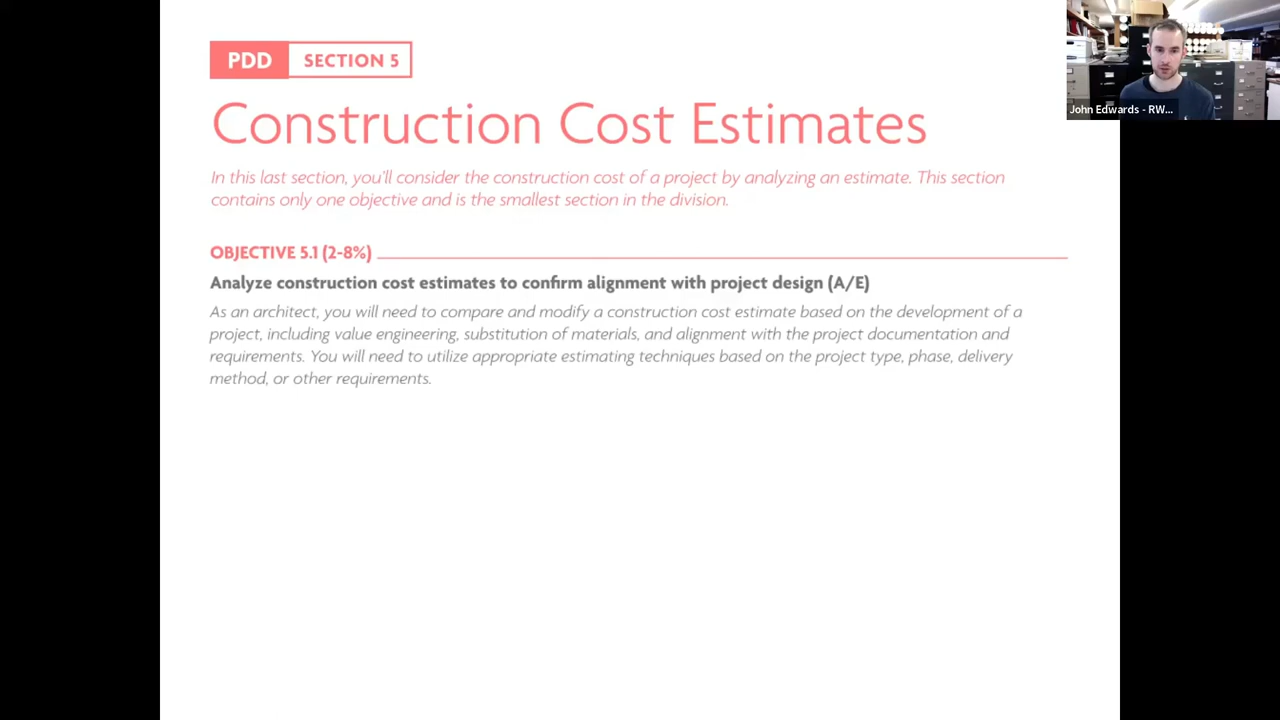 PDD SECTION 5
John Edwards - RW...
Construction Cost Estimates
In this last section, you'll consider the construction cost of a project by analyzing an estimate. This section
contains only one objective and is the smallest section in the division.
OBJECTIVE 5.1 (2-8%)
Analyze construction cost estimates to confirm alignment with project design (A/E)
As an architect, you will need to compare and modify a construction cost estimate based on the development of a
project, including value engineering, substitution of materials, and alignment with the project documentation and
requirements. You will need to utilize appropriate estimating techniques based on the project type, phase, delivery
method, or other requirements.